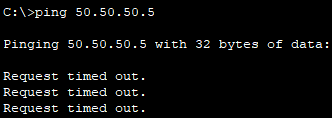 C:\>ping 50.50.50.5
Pinging 50.50.50.5 with 32 bytes of data:
Request timed out.
Request timed out.
Request timed out.